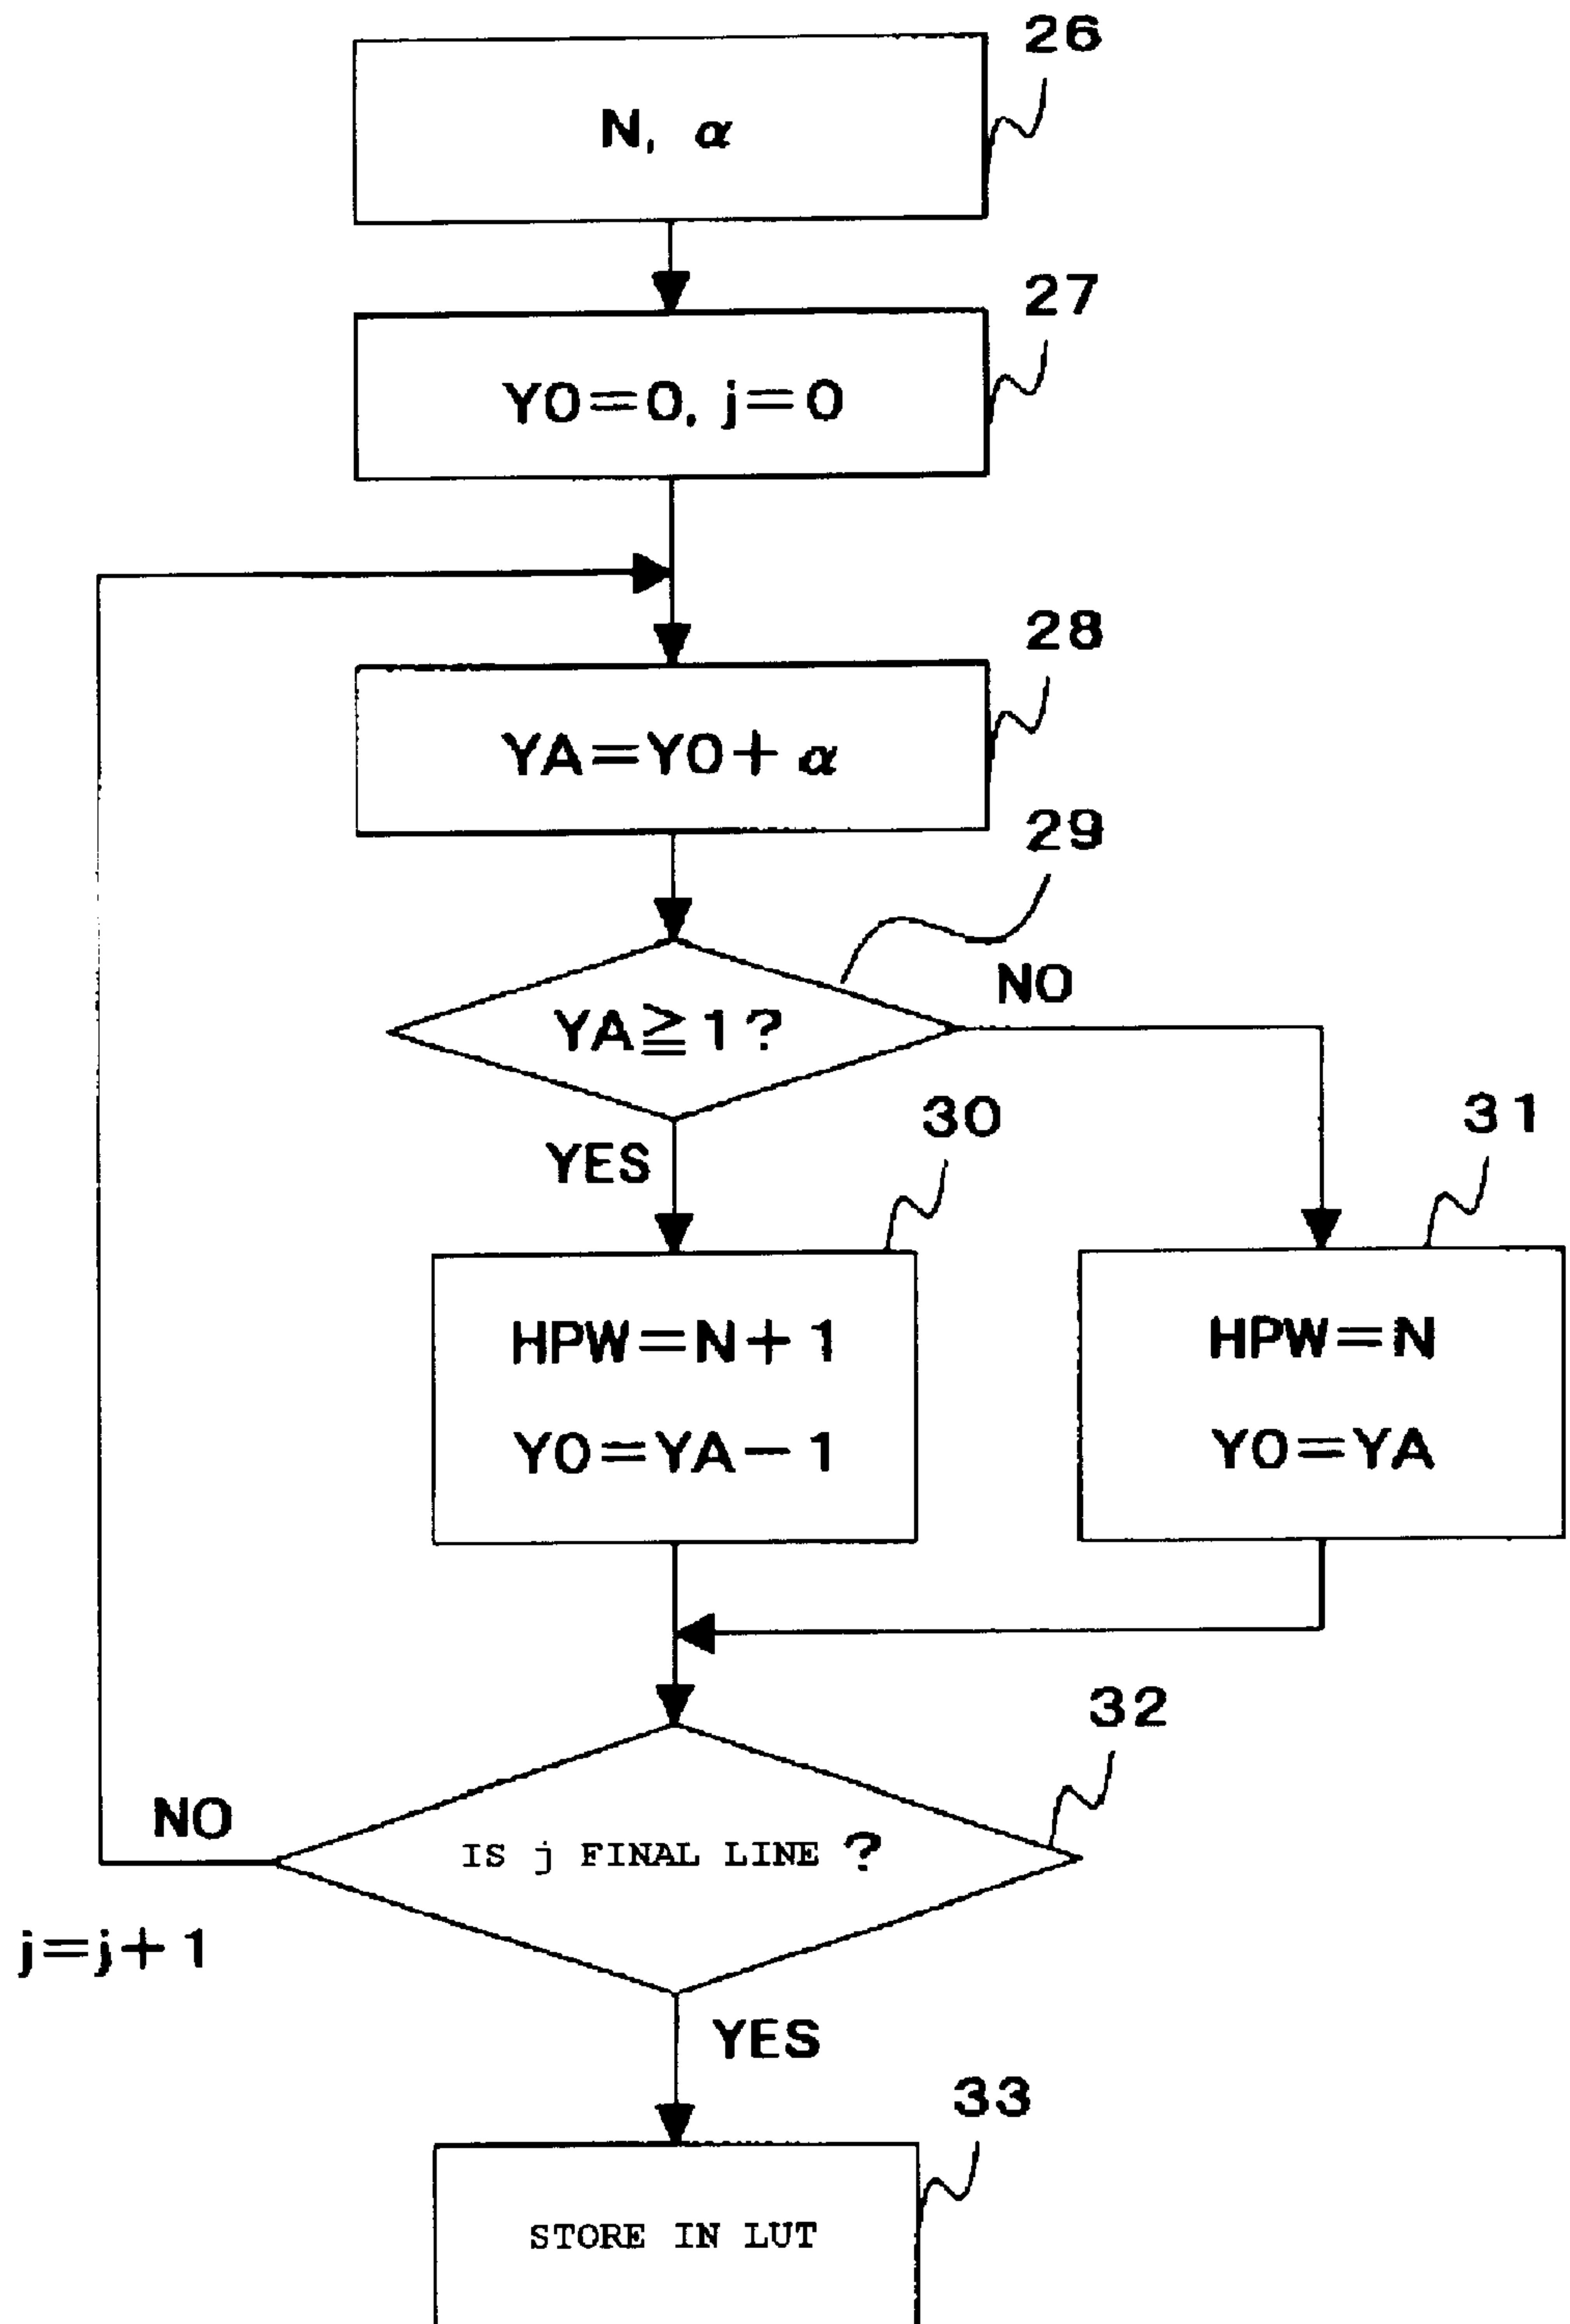 26
N, α
27
Y0=0, j=0
28
YA=Y0+α
29
YA≧1?
NO
YES
30
31
HPW=N+1
Y0=YA-1
HPW=N
Y0=YA
32
NO
IS j FINAL LINE ?
j=j+1
YES
33
STORE IN LUT